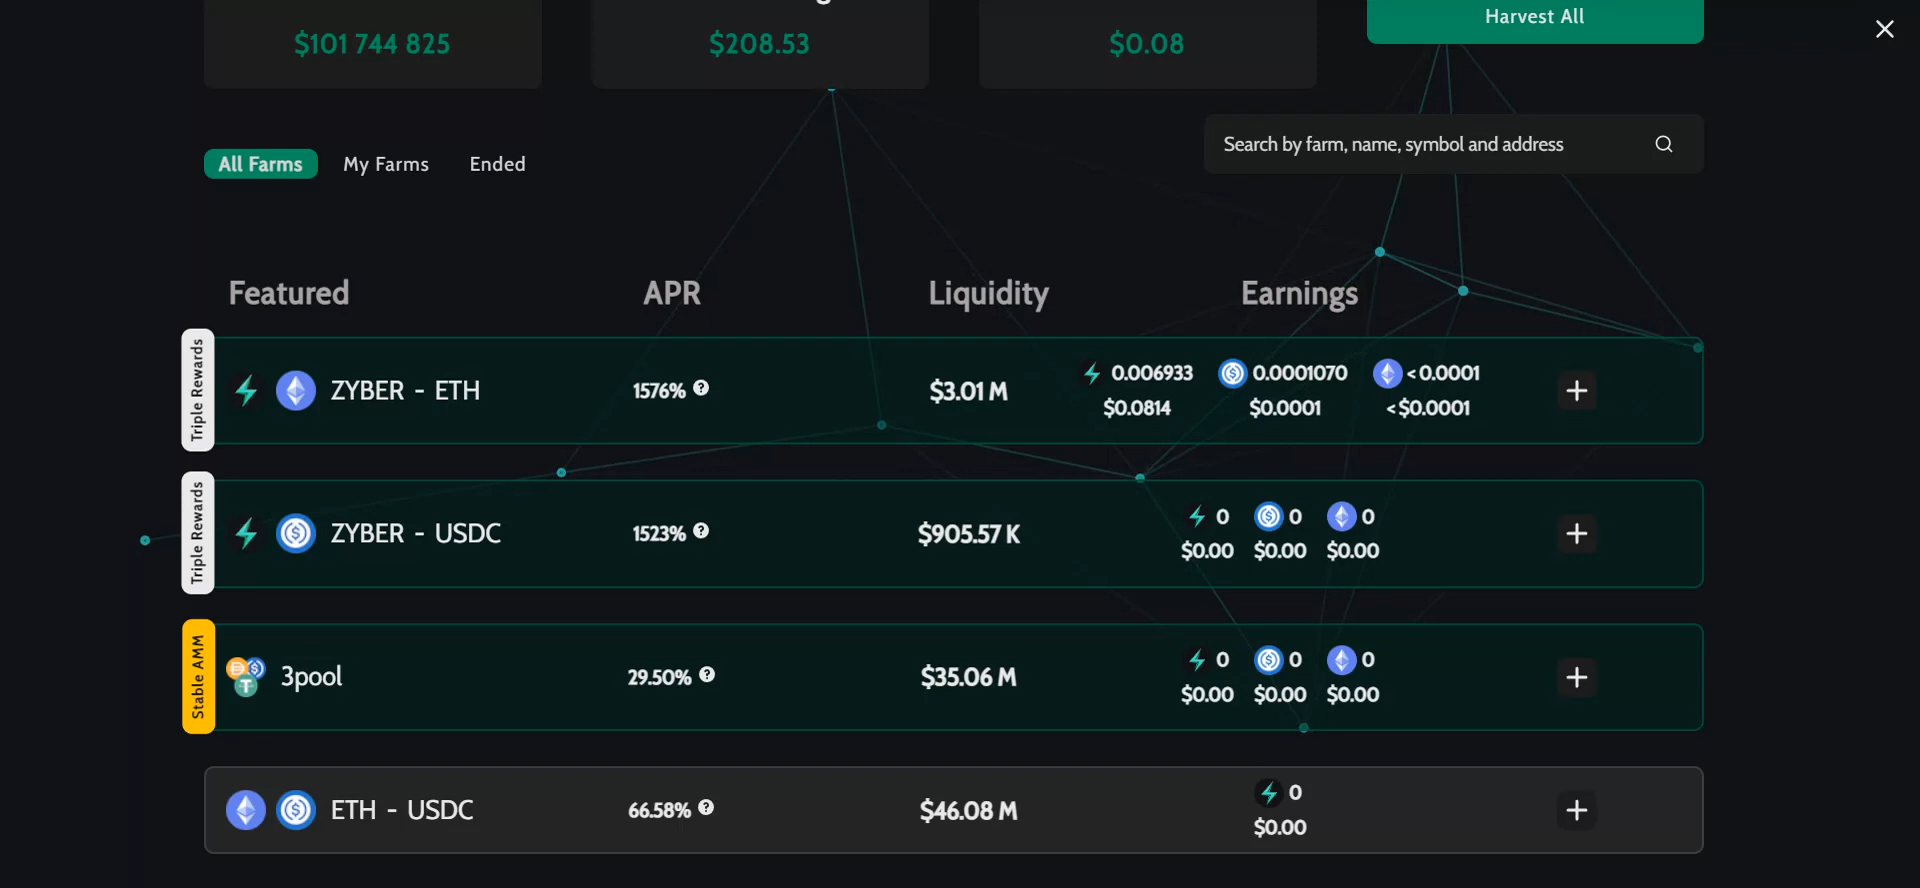 Harvest All
$101 744 825
$208.53
$0.08
Search by farm, name, symbol and address
All Farms
My Farms
Ended
Featured
APR
Liquidity
Earnings
Triple Rewards
ZYBER - ETH
1576%
$3.01 M
0.006933
$0.0814
0.0001070
$0.0001
<0.0001
<$0.0001
Triple Rewards
ZYBER - USDC
1523%
$905.57 K
0
$0.00
0
$0.00
0
$0.00
Stable AMM
3pool
29.50%
$35.06 M
0
$0.00
0
$0.00
0
$0.00
ETH - USDC
66.58%
$46.08 M
0
$0.00